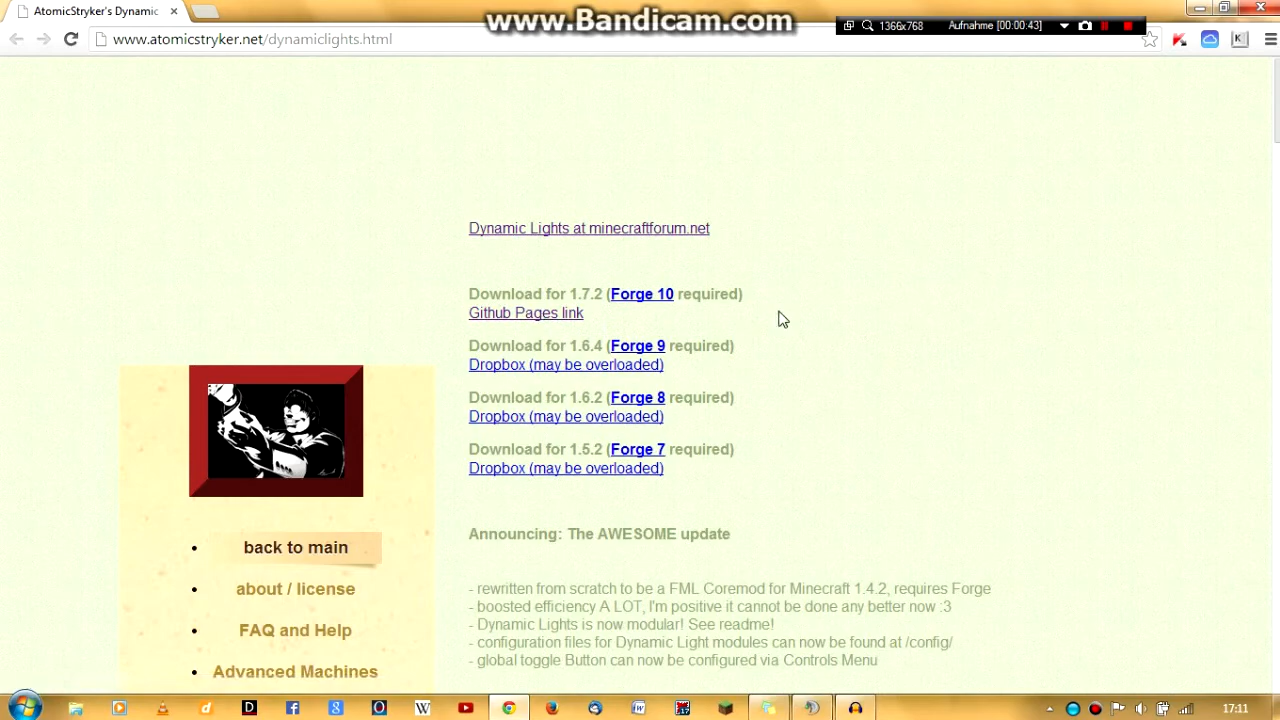 AtomicStryker's Dynamic
www.Bandicam.com
1366x768
Aufnahme [00:00:43]
www.atomicstryker.net/dynamiclights.html
Dynamic Lights at minecraftforum.net
Download for 1.7.2 (Forge 10 required)
Github Pages link
Download for 1.6.4 (Forge 9 required)
Dropbox (may be overloaded)
Download for 1.6.2 (Forge 8 required)
Dropbox (may be overloaded)
Download for 1.5.2 (Forge 7 required)
Dropbox (may be overloaded)
Announcing: The AWESOME update
- rewritten from scratch to be a FML Coremod for Minecraft 1.4.2, requires Forge
- boosted efficiency A LOT, I'm positive it cannot be done any better now :3
- Dynamic Lights is now modular! See readme!
- configuration files for Dynamic Light modules can now be found at /config/
- global toggle Button can now be configured via Controls Menu
back to main
about / license
FAQ and Help
Advanced Machines
17:11